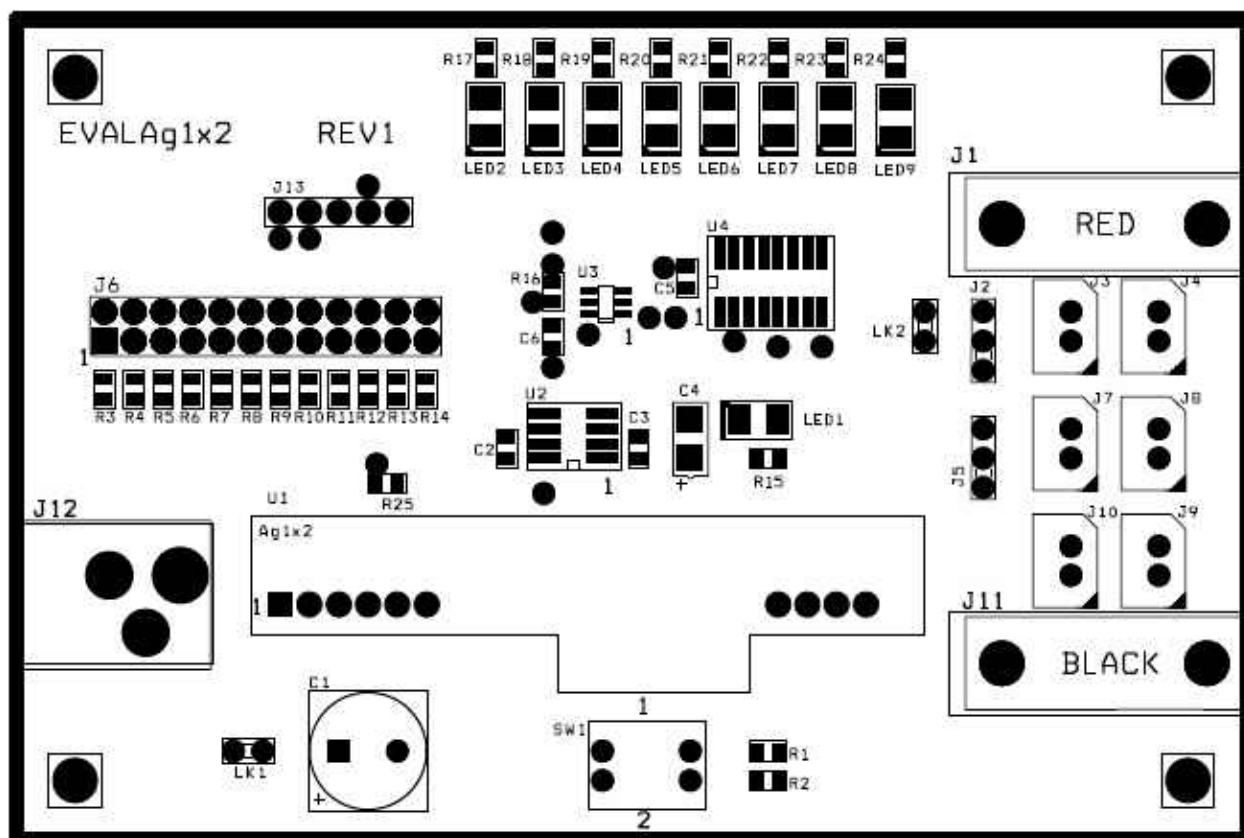 R17 R18 R19 R20 R21 R22 R23 R24
EVALAg1x2 REV1
LED2 LED3 LED4 LED5 LED6 LED7 LED8 LED9
J1
J13
RED
U4
J6 R16 U3 C5 J2 J3 J4
1 C6 1 1 LK2
U2 C4
R3 R4 R5 R6 R7 R8 R9 R10 R11 R12 R13 R14
C2 C3 LED1 J7 J8
J5
1 + R15
U1 R25
J12 J10 J9
Ag1x2
1 J11
BLACK
C1
1
SW1
LK1 R1
+ R2
2